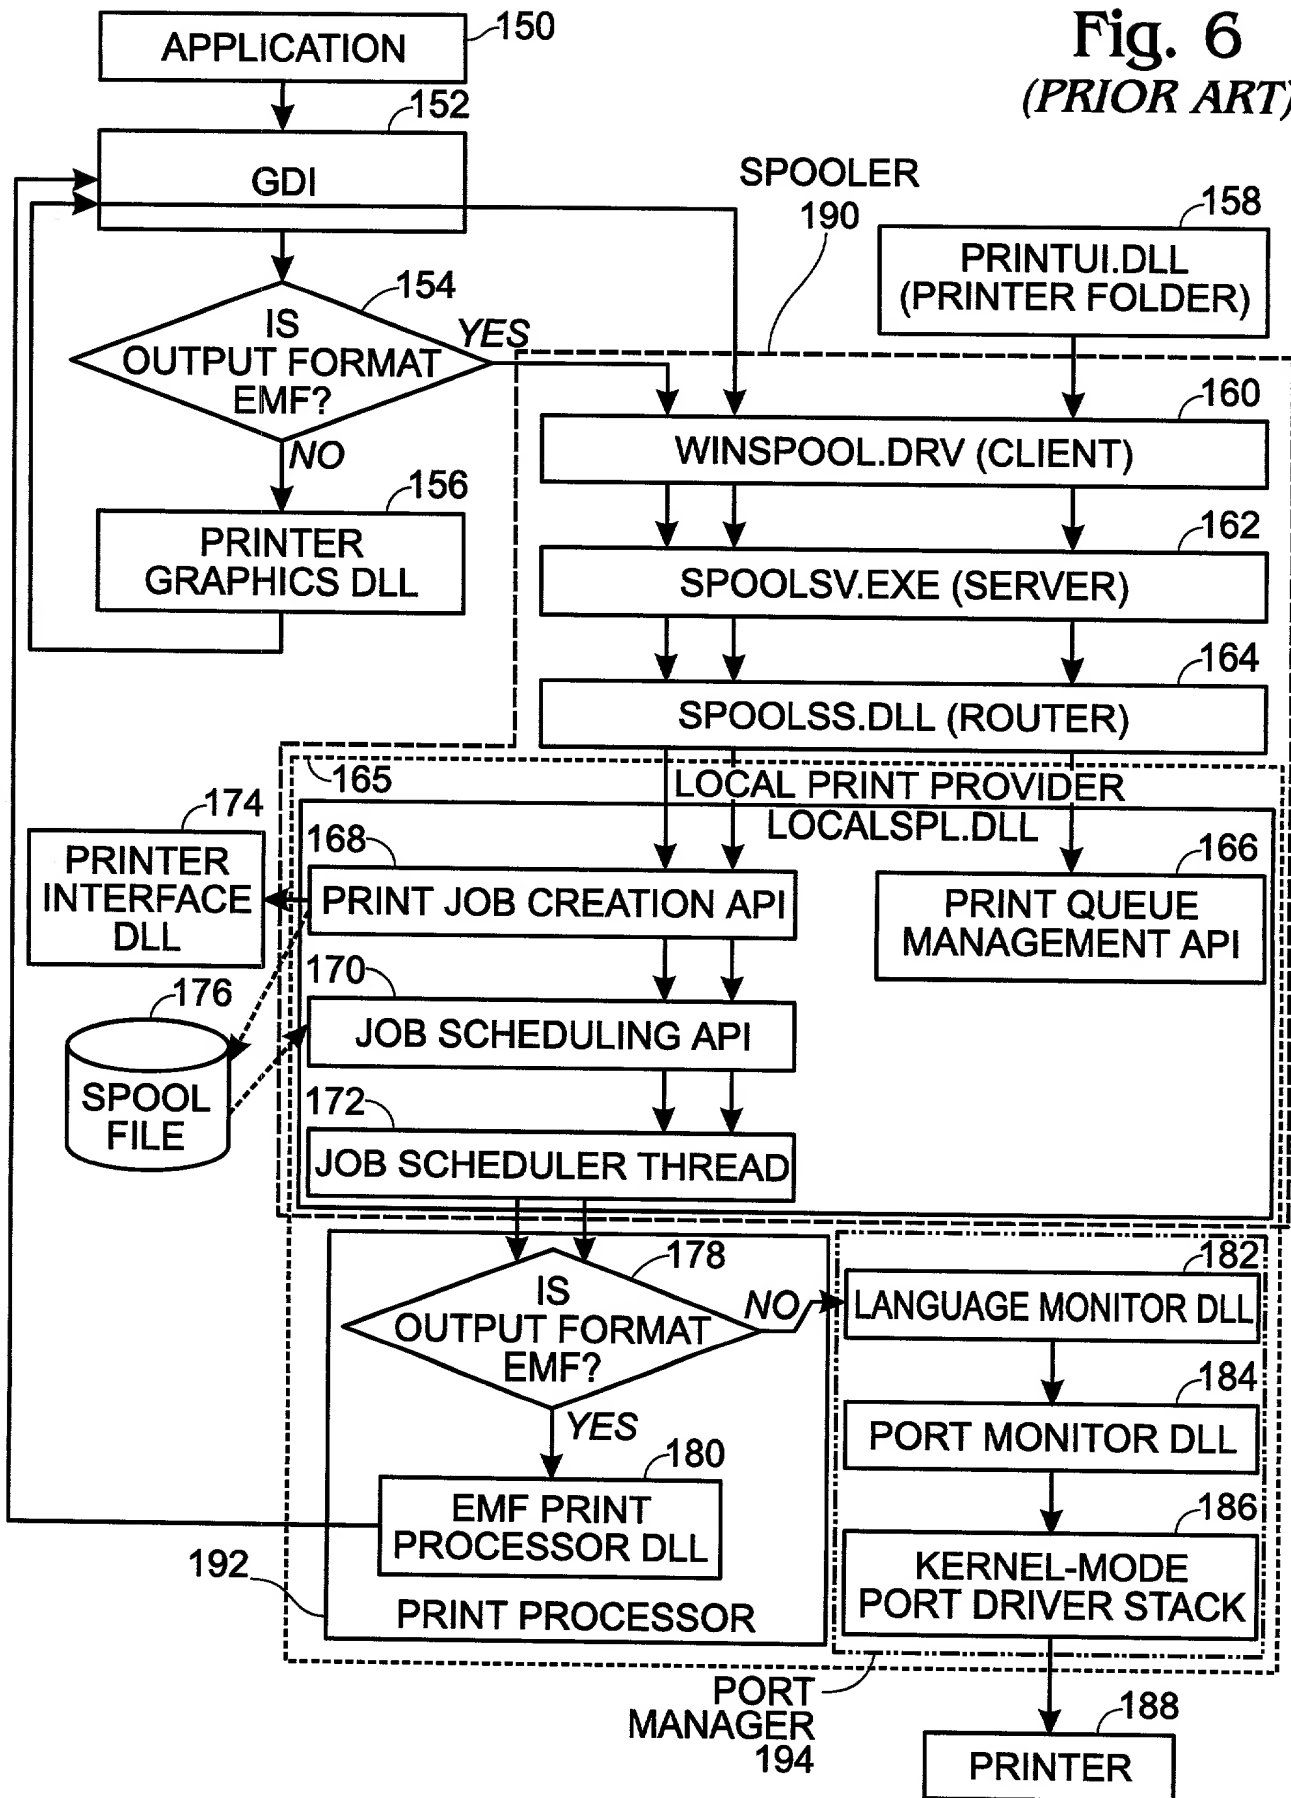 Fig. 6
(PRIOR ART)
150
APPLICATION
152
GDI
SPOOLER
190
158
PRINTUI.DLL
(PRINTER FOLDER)
154
IS
OUTPUT FORMAT
EMF?
YES
NO
160
WINSPOOL.DRV (CLIENT)
156
PRINTER
GRAPHICS DLL
162
SPOOLSV.EXE (SERVER)
164
SPOOLSS.DLL (ROUTER)
165
LOCAL PRINT PROVIDER
LOCALSPL.DLL
174
PRINTER
INTERFACE
DLL
168
PRINT JOB CREATION API
166
PRINT QUEUE
MANAGEMENT API
176
SPOOL
FILE
170
JOB SCHEDULING API
172
JOB SCHEDULER THREAD
178
IS
OUTPUT FORMAT
EMF?
NO
YES
182
LANGUAGE MONITOR DLL
184
PORT MONITOR DLL
180
EMF PRINT
PROCESSOR DLL
186
KERNEL-MODE
PORT DRIVER STACK
192
PRINT PROCESSOR
PORT
MANAGER
194
188
PRINTER